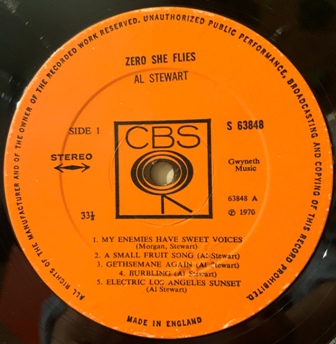 ALL RIGHTS OF THE MANUFACTURER AND OF THE OWNER OF THE RECORDED WORK RESERVED. UNAUTHORIZED PUBLIC PERFORMANCE, BROADCASTING AND COPYING OF THIS RECORD PROHIBITED.
ZERO SHE FLIES
AL STEWART
SIDE 1
CBS
S 63848
STEREO
Gwyneth
Music
63848 A
33⅓
℗ 1970
1. MY ENEMIES HAVE SWEET VOICES
(Morgan, Stewart)
2. A SMALL FRUIT SONG (Al Stewart)
3. GETHSEMANE AGAIN (Al Stewart)
4. BURBLING (Al Stewart)
5. ELECTRIC LOS ANGELES SUNSET
(Al Stewart)
MADE IN ENGLAND